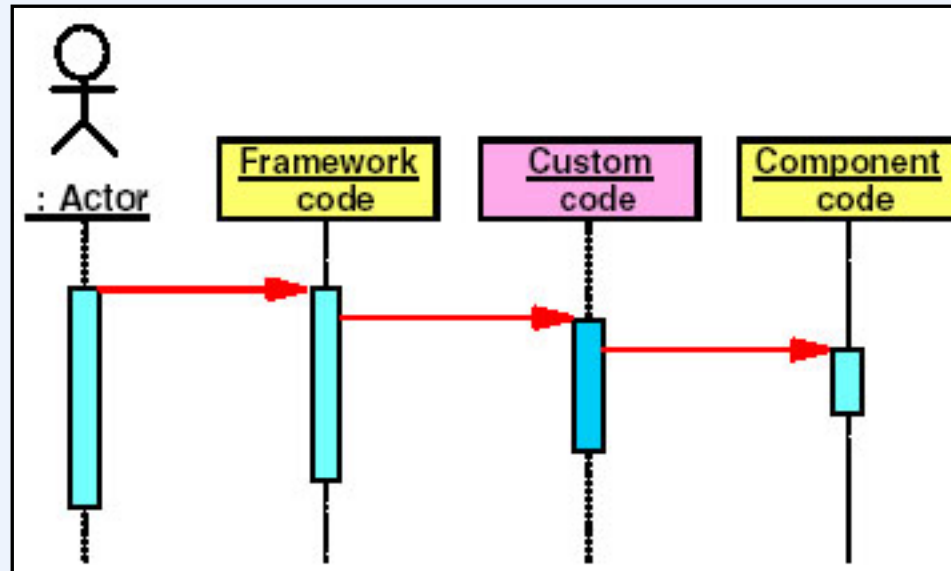 : Actor
Framework
code
Custom
code
Component
code